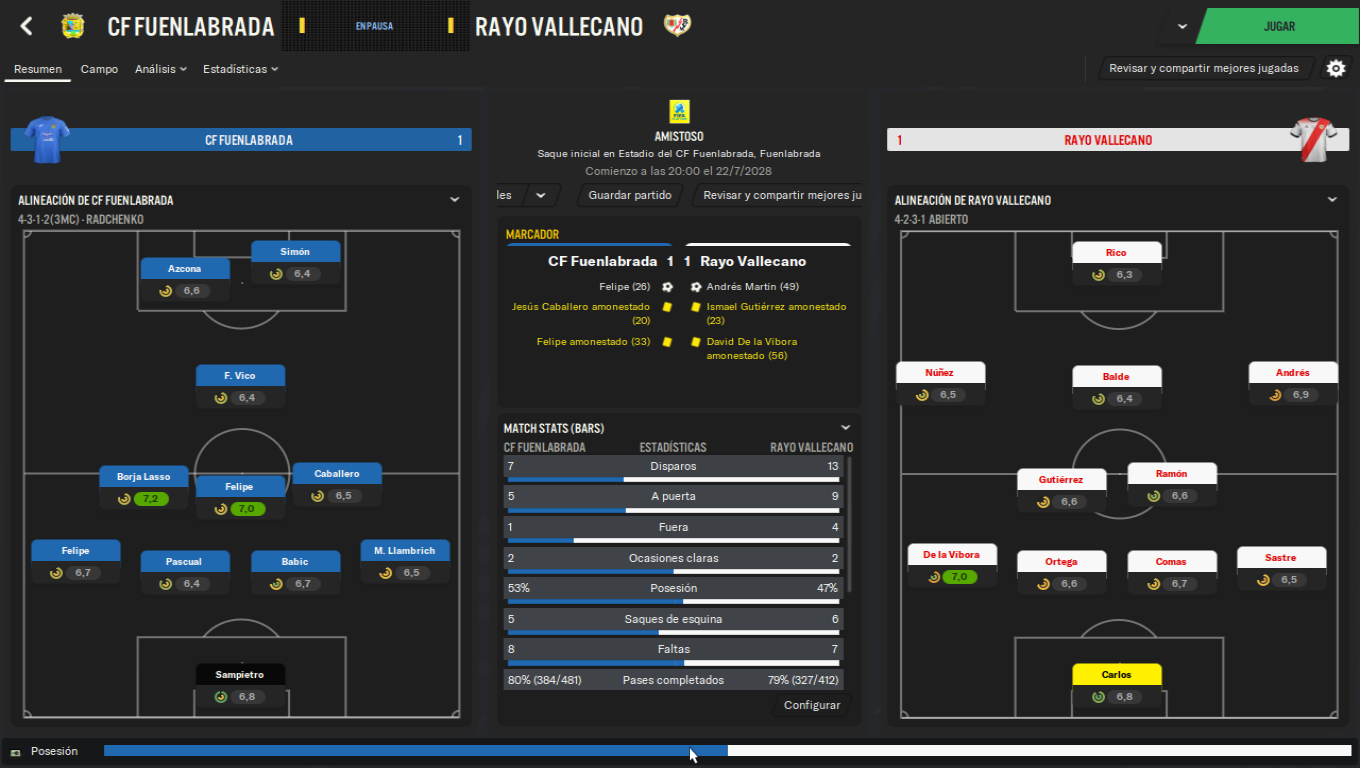 CF FUENLABRADA
EN PAUSA
RAYO VALLECANO
JUGAR
Resumen
Campo
Análisis
Estadísticas
Revisar y compartir mejores jugadas
CF FUENLABRADA 1
ALINEACIÓN DE CF FUENLABRADA
4-3-1-2(3MC) - RADCHENKO
Simón
6,4
Azcona
6,6
F. Vico
6,4
Borja Lasso
7,2
Felipe
7,0
Caballero
6,5
Felipe
6,7
Pascual
6,4
Babic
6,7
M. Llambrich
6,5
Sampietro
6,8
AMISTOSO
Saque inicial en Estadio del CF Fuenlabrada, Fuenlabrada
Comienzo a las 20:00 el 22/7/2028
les
Guardar partido
Revisar y compartir mejores ju
MARCADOR
CF Fuenlabrada 1 1 Rayo Vallecano
Felipe (26)
Andrés Martín (49)
Jesús Caballero amonestado
(20)
Ismael Gutiérrez amonestado
(23)
Felipe amonestado (33)
David De la Víbora
amonestado (56)
MATCH STATS (BARS)
CF FUENLABRADA ESTADÍSTICAS RAYO VALLECANO
7 Disparos 13
5 A puerta 9
1 Fuera 4
2 Ocasiones claras 2
53% Posesión 47%
5 Saques de esquina 6
8 Faltas 7
80% (384/481) Pases completados 79% (327/412)
Configurar
1 RAYO VALLECANO
ALINEACIÓN DE RAYO VALLECANO
4-2-3-1 ABIERTO
Rico
6,3
Núñez
6,5
Balde
6,4
Andrés
6,9
Gutiérrez
6,6
Ramón
6,6
De la Víbora
7,0
Ortega
6,6
Comas
6,7
Sastre
6,5
Carlos
6,8
Posesión